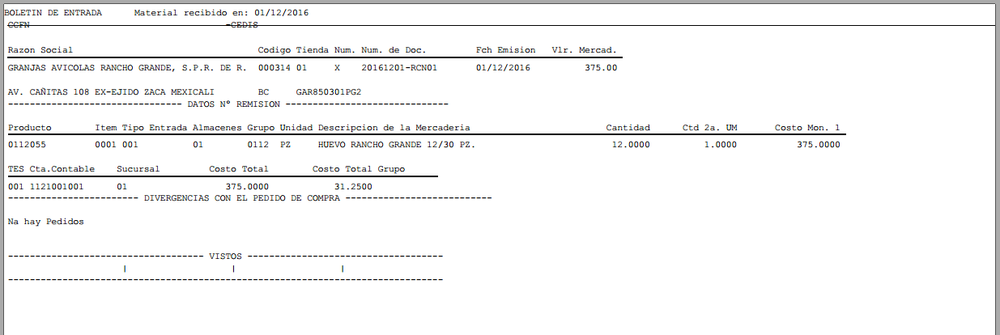 BOLETIN DE ENTRADA Material recibido en: 01/12/2016
CCFN -CEDIS
Razon Social Codigo Tienda Num. Num. de Doc. Fch Emision Vlr. Mercad.
GRANJAS AVICOLAS RANCHO GRANDE, S.P.R. DE R. 000314 01 X 20161201-RCN01 01/12/2016 375.00
AV. CAÑITAS 108 EX-EJIDO ZACA MEXICALI BC GAR850301PG2
-------------------------------- DATOS N° REMISION ------------------------------
Producto Item Tipo Entrada Almacenes Grupo Unidad Descripcion de la Mercaderia Cantidad Ctd 2a. UM Costo Mon. 1
0112055 0001 001 01 0112 PZ HUEVO RANCHO GRANDE 12/30 PZ. 12.0000 1.0000 375.0000
TES Cta.Contable Sucursal Costo Total Costo Total Grupo
001 1121001001 01 375.0000 31.2500
------------------------ DIVERGENCIAS CON EL PEDIDO DE COMPRA ---------------------------
Na hay Pedidos
------------------------------------ VISTOS ------------------------------------
| | |
--------------------------------------------------------------------------------